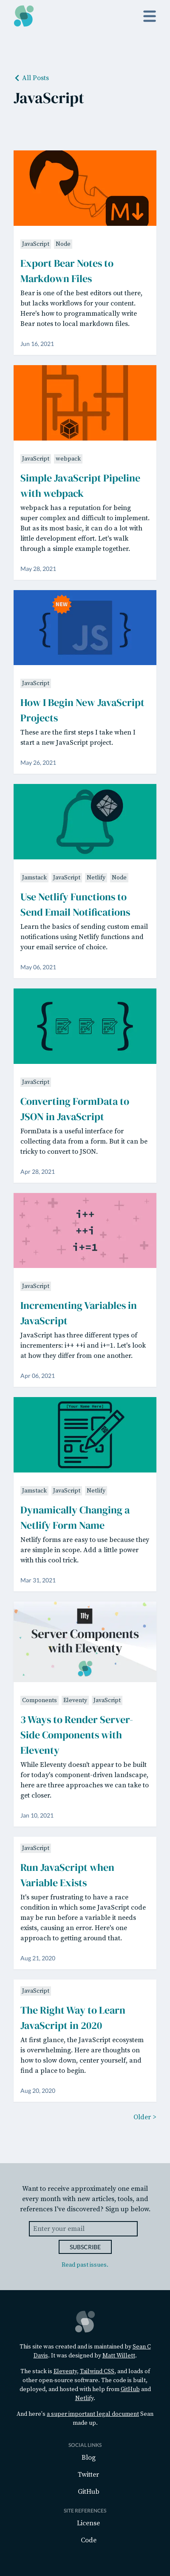 All Posts
JavaScript
M
JavaScript Node
Export Bear Notes to
Markdown Files
Bear is one of the best editors out there,
but lacks workflows for your content.
Here's how to programmatically write
Bear notes to local markdown files.
Jun 16, 2021
JavaScript webpack
Simple JavaScript Pipeline
with webpack
webpack has a reputation for being
super complex and difficult to implement.
But as its most basic, it can do a lot with
little development effort. Let's walk
through a simple example together.
May 28, 2021
NEW
{ JS }
JavaScript
How I Begin New JavaScript
Projects
These are the first steps I take when I
start a new JavaScript project.
May 26, 2021
Jamstack JavaScript Netlify Node
Use Netlify Functions to
Send Email Notifications
Learn the basics of sending custom email
notifications using Netlify functions and
your email service of choice.
May 06, 2021
{ }
JavaScript
Converting FormData to
JSON in JavaScript
FormData is a useful interface for
collecting data from a form. But it can be
tricky to convert to JSON.
Apr 28, 2021
i++
++i
i+=1
JavaScript
Incrementing Variables in
JavaScript
JavaScript has three different types of
incrementers: i++ ++i and i+=1. Let's look
at how they differ from one another.
Apr 06, 2021
[Your Name Here]
Jamstack JavaScript Netlify
Dynamically Changing a
Netlify Form Name
Netlify forms are easy to use because they
are simple in scope. Add a little power
with this cool trick.
Mar 31, 2021
11ty
Server Components
with Eleventy
Components Eleventy JavaScript
3 Ways to Render Server-
Side Components with
Eleventy
While Eleventy doesn't appear to be built
for today's component-driven landscape,
there are three approaches we can take to
get closer.
Jan 10, 2021
JavaScript
Run JavaScript when
Variable Exists
It's super frustrating to have a race
condition in which some JavaScript code
may be run before a variable it needs
exists, causing an error. Here's one
approach to getting around that.
Aug 21, 2020
JavaScript
The Right Way to Learn
JavaScript in 2020
At first glance, the JavaScript ecosystem
is overwhelming. Here are thoughts on
how to slow down, center yourself, and
find a place to begin.
Aug 20, 2020
Older >
Want to receive approximately one email
every month with new articles, tools, and
references I've discovered? Sign up below.
Enter your email
SUBSCRIBE
Read past issues.
This site was created and is maintained by Sean C
Davis. It was designed by Matt Willett.
The stack is Eleventy, Tailwind CSS, and loads of
other open-source software. The code is built,
deployed, and hosted with help from GitHub and
Netlify.
And here's a super important legal document Sean
made up.
SOCIAL LINKS
Blog
Twitter
GitHub
SITE REFERENCES
License
Code